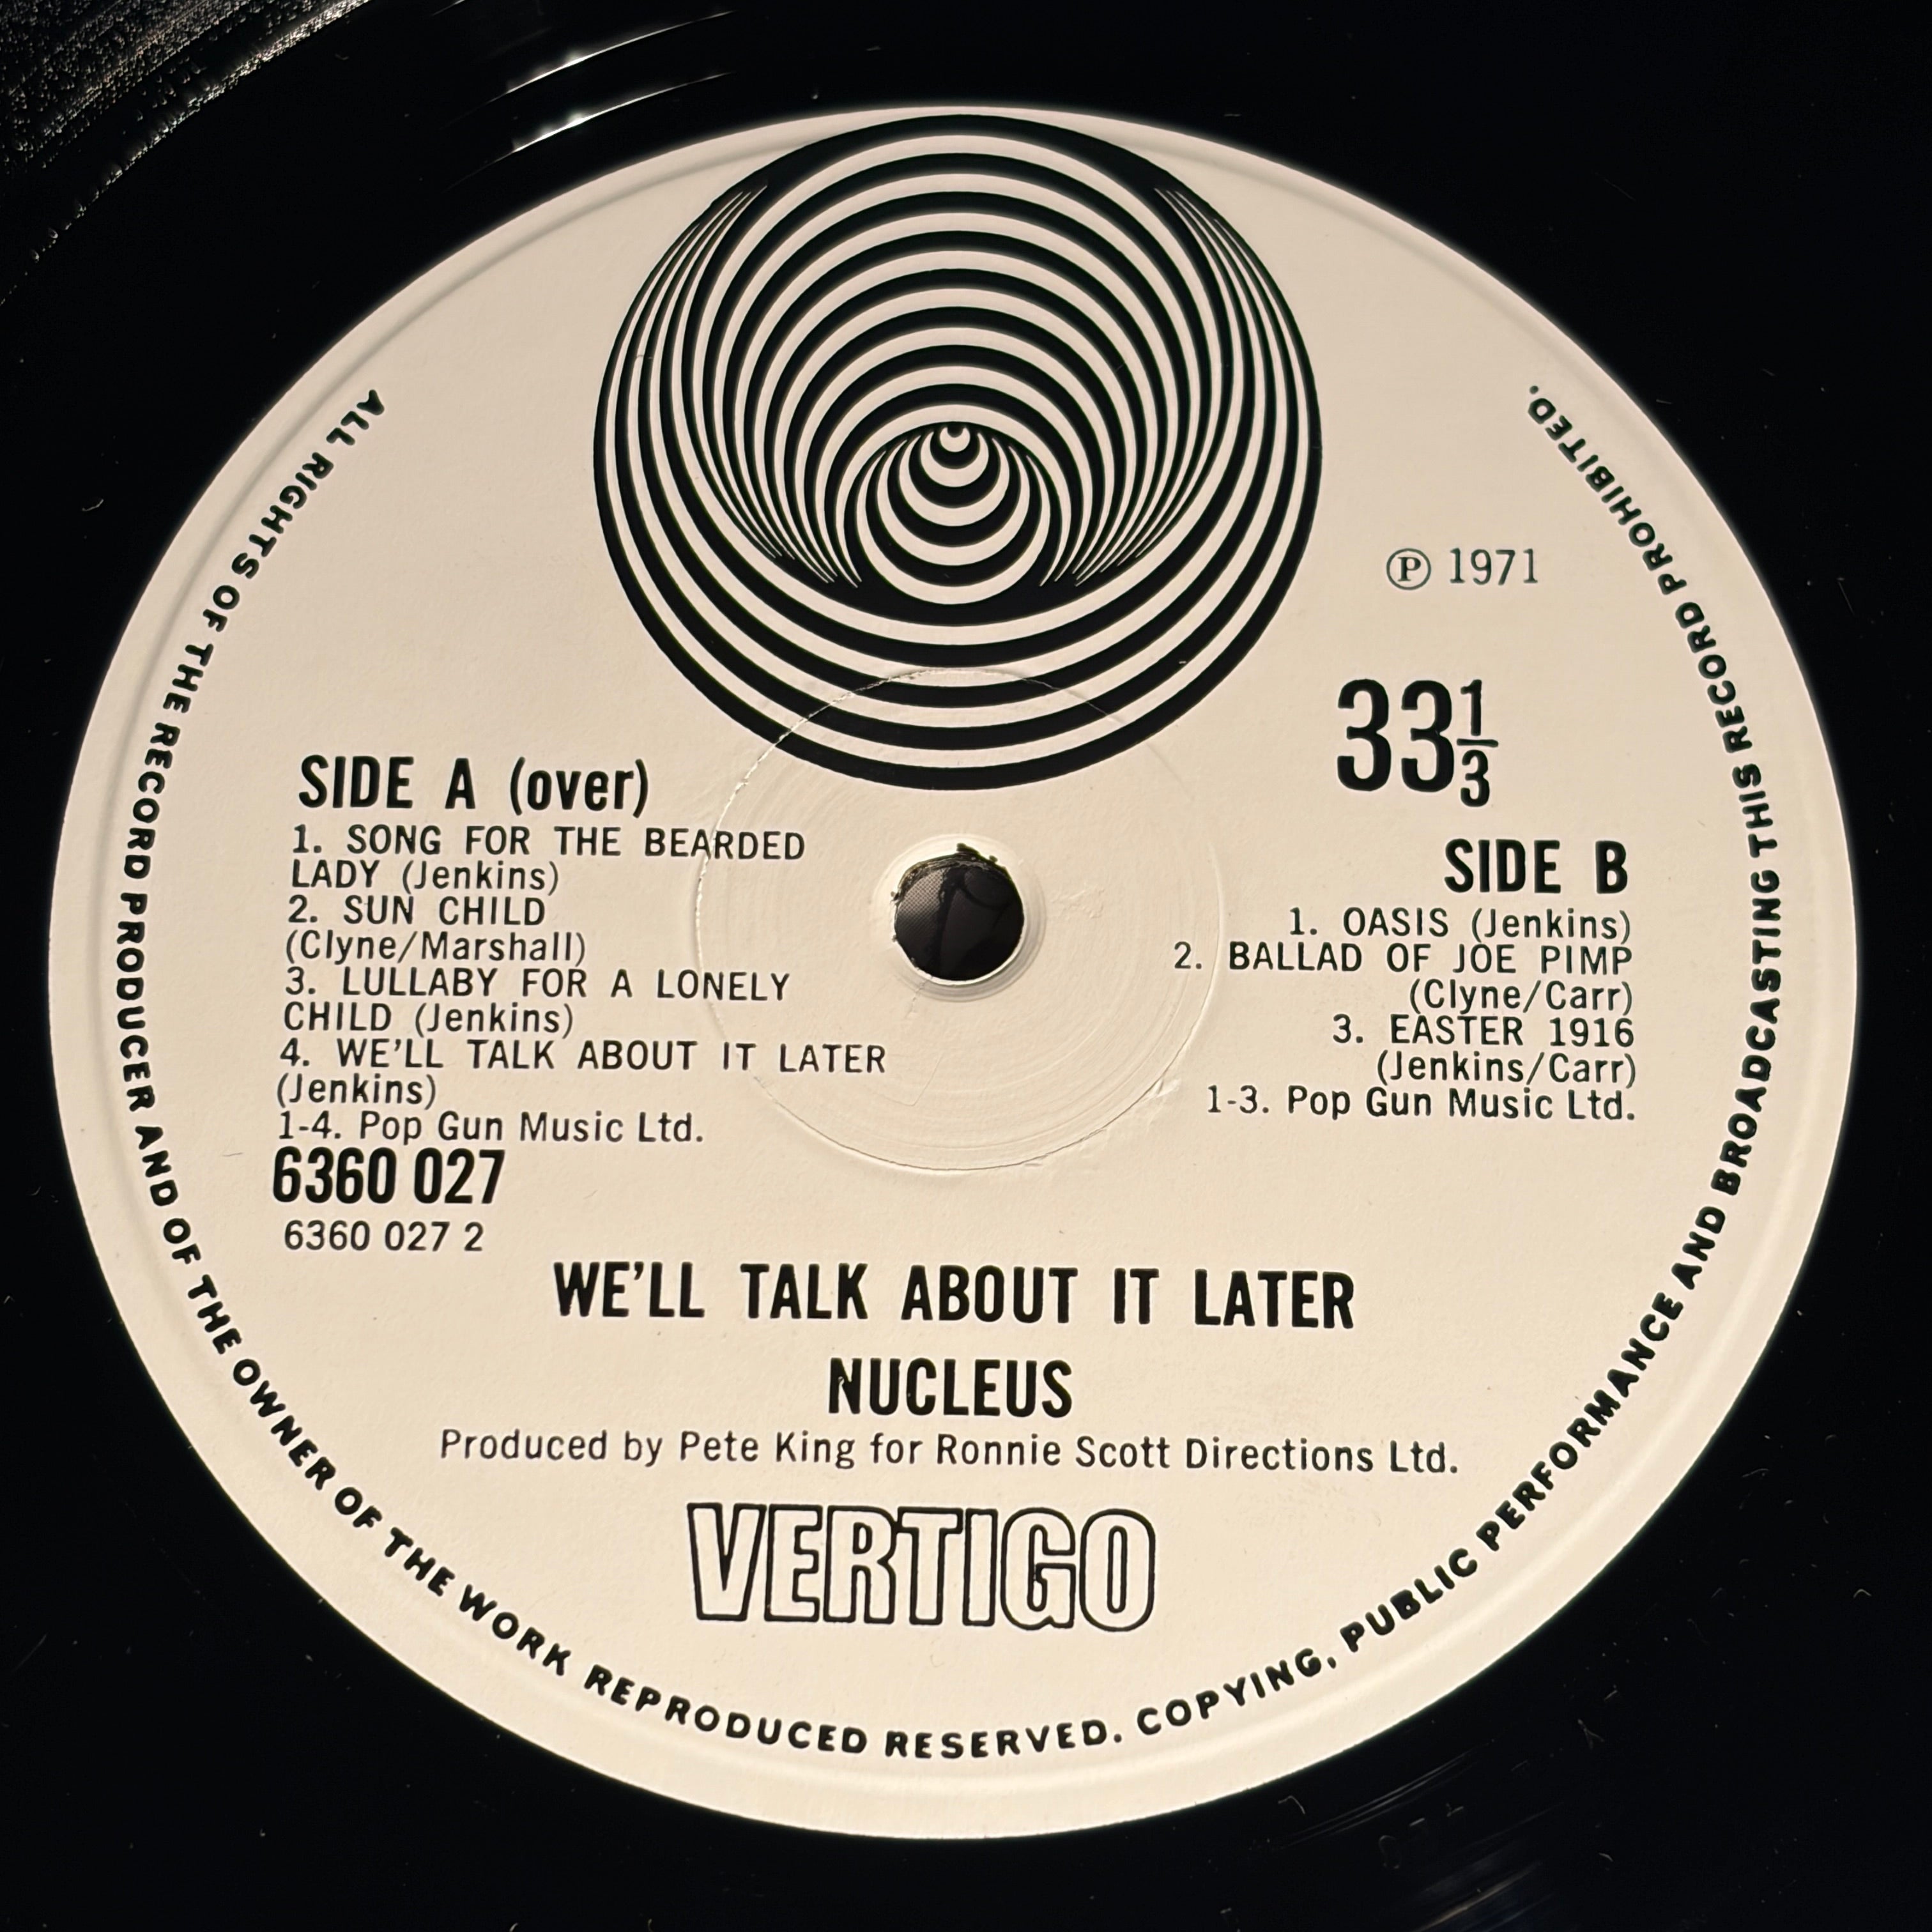 Ⓟ 1971
33 1/3
SIDE A (over)
1. SONG FOR THE BEARDED
LADY (Jenkins)
2. SUN CHILD
(Clyne/Marshall)
3. LULLABY FOR A LONELY
CHILD (Jenkins)
4. WE'LL TALK ABOUT IT LATER
(Jenkins)
1-4. Pop Gun Music Ltd.
6360 027
6360 027 2
SIDE B
1. OASIS (Jenkins)
2. BALLAD OF JOE PIMP
(Clyne/Carr)
3. EASTER 1916
(Jenkins/Carr)
1-3. Pop Gun Music Ltd.
WE'LL TALK ABOUT IT LATER
NUCLEUS
Produced by Pete King for Ronnie Scott Directions Ltd.
VERTIGO
ALL RIGHTS OF THE RECORD PRODUCER AND OF THE OWNER OF THE WORK REPRODUCED RESERVED. COPYING, PUBLIC PERFORMANCE AND BROADCASTING THIS RECORD PROHIBITED.